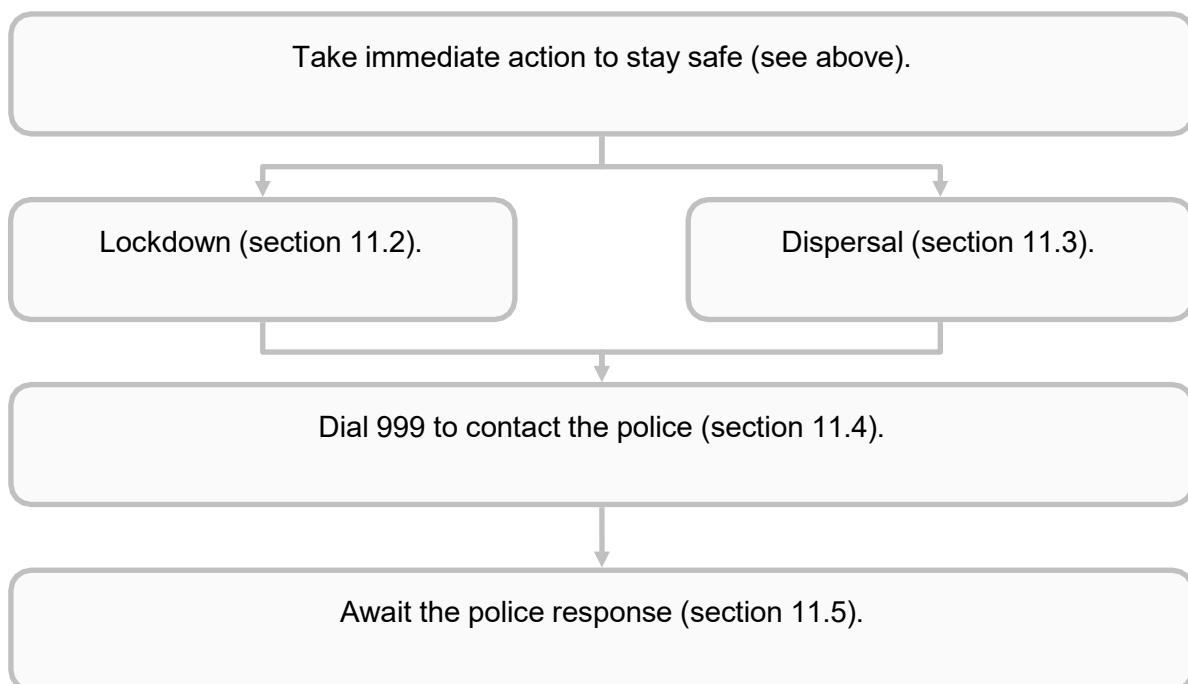 Take immediate action to stay safe (see above).
Lockdown (section 11.2).
Dispersal (section 11.3).
Dial 999 to contact the police (section 11.4).
Await the police response (section 11.5).